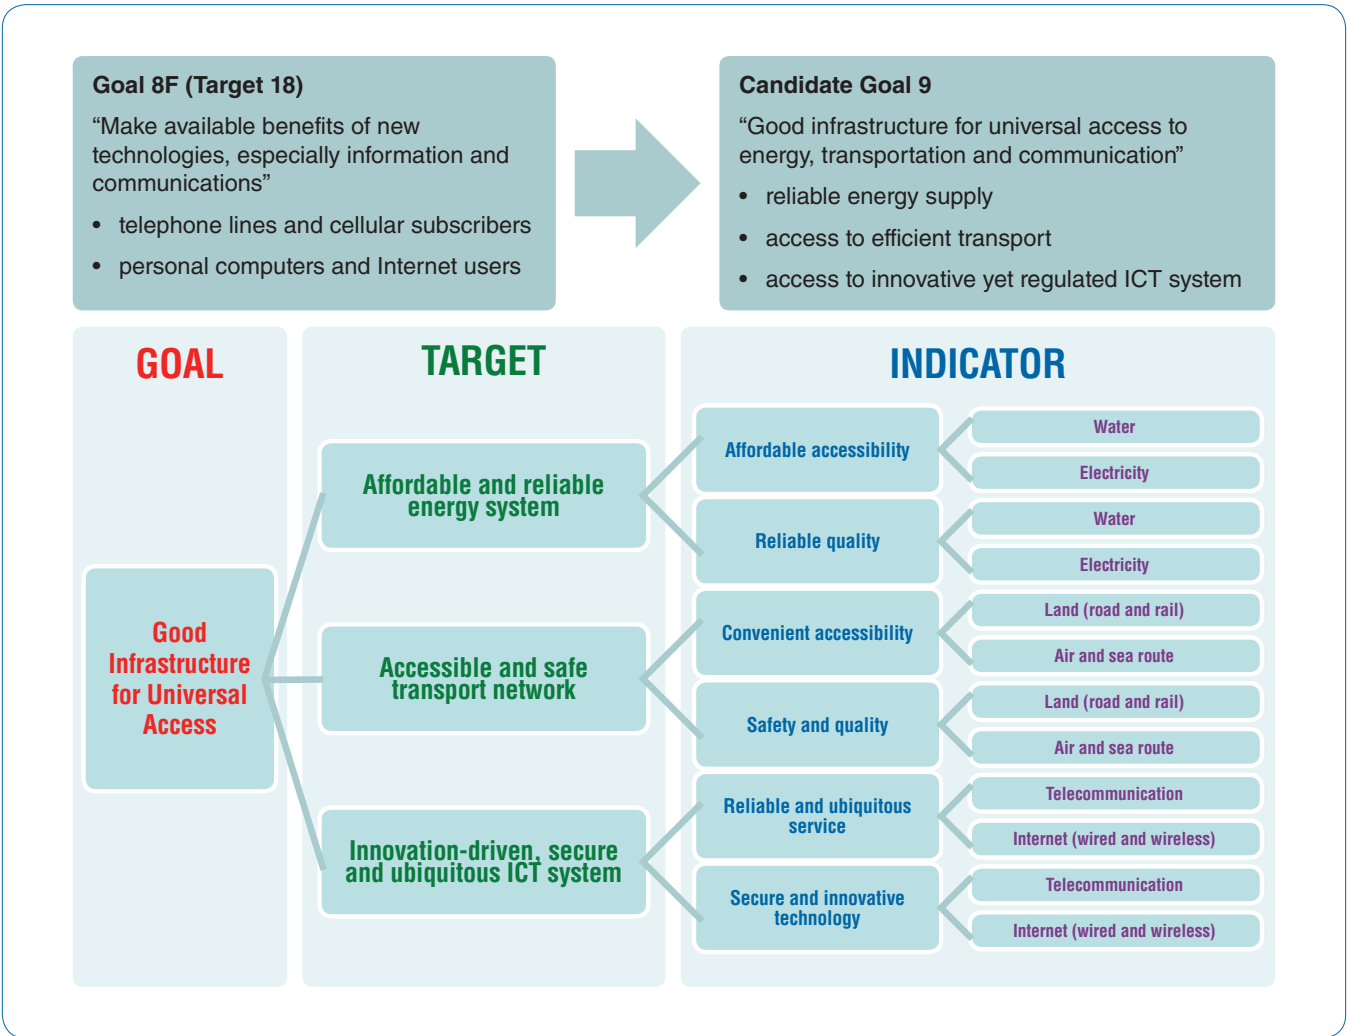 Goal 8F (Target 18)
“Make available benefits of new
technologies, especially information and
communications”
• telephone lines and cellular subscribers
• personal computers and Internet users
Candidate Goal 9
“Good infrastructure for universal access to
energy, transportation and communication”
• reliable energy supply
• access to efficient transport
• access to innovative yet regulated ICT system
GOAL
TARGET
INDICATOR
Good
Infrastructure
for Universal
Access
Affordable and reliable
energy system
Affordable accessibility
Water
Electricity
Reliable quality
Water
Electricity
Accessible and safe
transport network
Convenient accessibility
Land (road and rail)
Air and sea route
Safety and quality
Land (road and rail)
Air and sea route
Innovation-driven, secure
and ubiquitous ICT system
Reliable and ubiquitous
service
Telecommunication
Internet (wired and wireless)
Secure and innovative
technology
Telecommunication
Internet (wired and wireless)